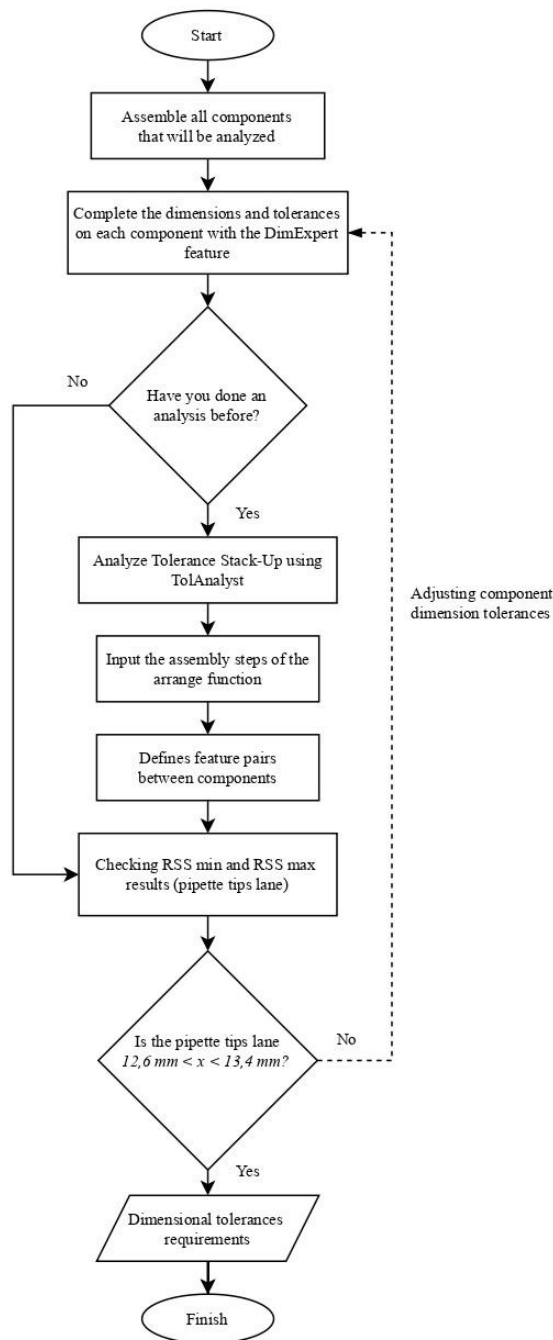 Start
Assemble all components
that will be analyzed
Complete the dimensions and tolerances
on each component with the DimExpert
feature
No
Have you done an
analysis before?
Yes
Analyze Tolerance Stack-Up using
TolAnalyst
Adjusting component
dimension tolerances
Input the assembly steps of the
arrange function
Defines feature pairs
between components
Checking RSS min and RSS max
results (pipette tips lane)
Is the pipette tips lane
12,6 mm < x < 13,4 mm?
No
Yes
Dimensional tolerances
requirements
Finish